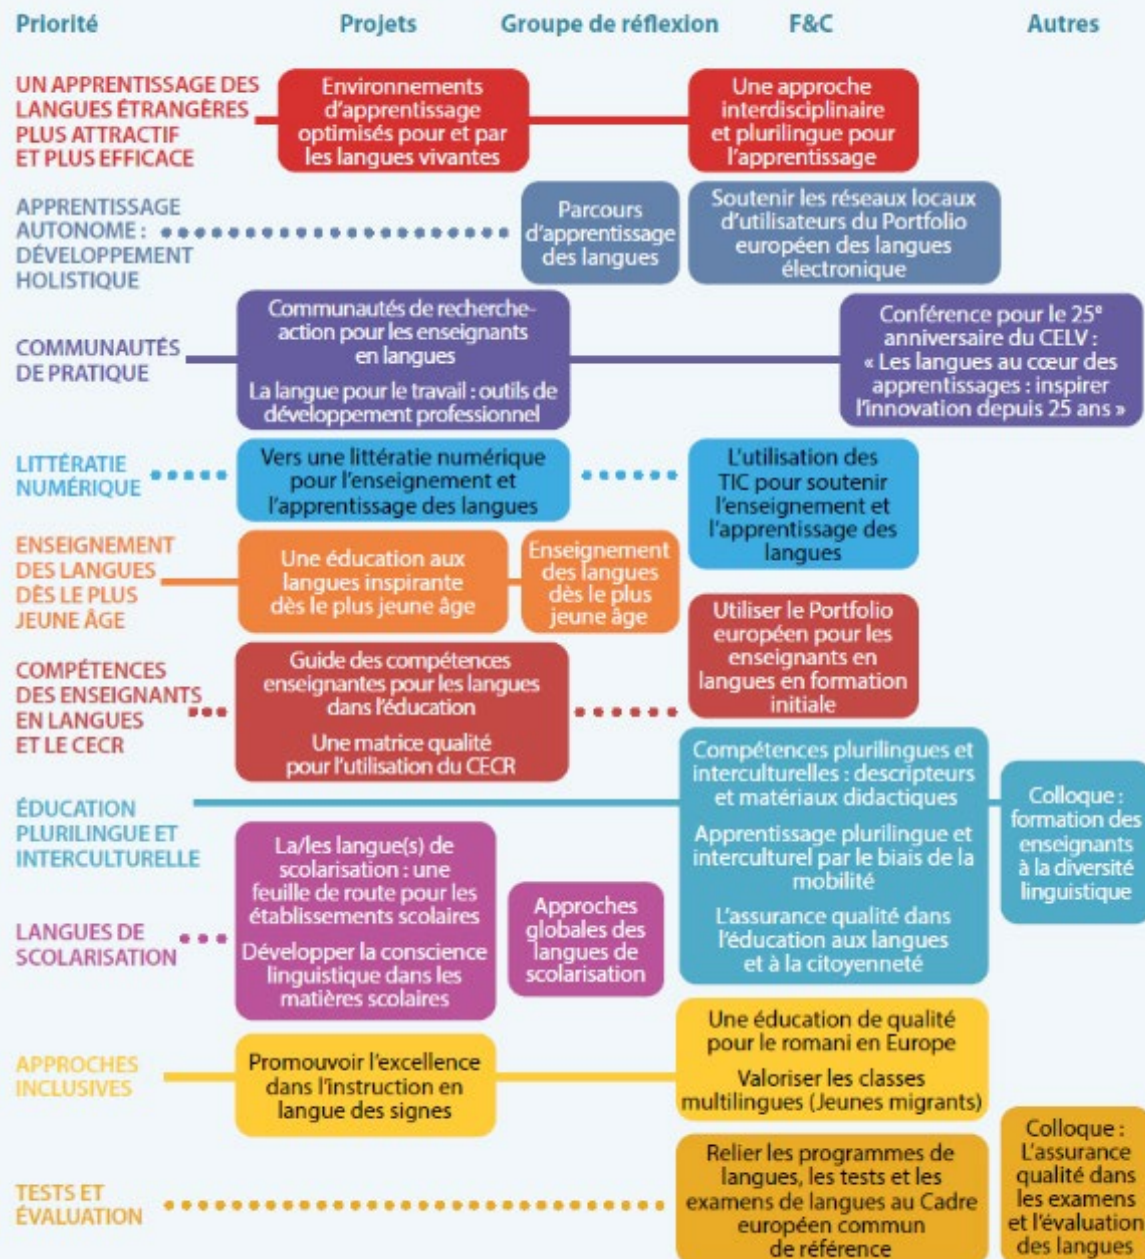 Priorité
Projets
Groupe de réflexion
F&C
Autres
UN APPRENTISSAGE DES
LANGUES ÉTRANGÈRES
PLUS ATTRACTIF
ET PLUS EFFICACE
Environnements
d'apprentissage
optimisés pour et par
les langues vivantes
Une approche
interdisciplinaire
et plurilingue pour
l'apprentissage
APPRENTISSAGE
AUTONOME :
DÉVELOPPEMENT
HOLISTIQUE
Parcours
d'apprentissage
des langues
Soutenir les réseaux locaux
d'utilisateurs du Portfolio
européen des langues
électronique
COMMUNAUTÉS
DE PRATIQUE
Communautés de recherche-
action pour les enseignants
en langues
La langue pour le travail : outils de
développement professionnel
Conférence pour le 25e
anniversaire du CELV :
« Les langues au cœur des
apprentissages : inspirer
l'innovation depuis 25 ans »
LITTÉRATIE
NUMÉRIQUE
Vers une littératie numérique
pour l'enseignement et
l'apprentissage des langues
L'utilisation des
TIC pour soutenir
l'enseignement et
l'apprentissage des
langues
ENSEIGNEMENT
DES LANGUES
DÈS LE PLUS
JEUNE ÂGE
Une éducation aux
langues inspirante
dès le plus jeune âge
Enseignement
des langues
dès le plus
jeune âge
COMPÉTENCES
DES ENSEIGNANTS
EN LANGUES
ET LE CECR
Guide des compétences
enseignantes pour les langues
dans l'éducation
Une matrice qualité
pour l'utilisation du CECR
Utiliser le Portfolio
européen pour les
enseignants en
langues en formation
initiale
ÉDUCATION
PLURILINGUE ET
INTERCULTURELLE
Compétences plurilingues et
interculturelles : descripteurs
et matériaux didactiques
Apprentissage plurilingue et
interculturel par le biais de la
mobilité
L'assurance qualité dans
l'éducation aux langues
et à la citoyenneté
Colloque :
formation des
enseignants
à la diversité
linguistique
LANGUES DE
SCOLARISATION
La/les langue(s) de
scolarisation : une
feuille de route pour les
établissements scolaires
Développer la conscience
linguistique dans les
matières scolaires
Approches
globales des
langues de
scolarisation
APPROCHES
INCLUSIVES
Promouvoir l'excellence
dans l'instruction en
langue des signes
Une éducation de qualité
pour le romani en Europe
Valoriser les classes
multilingues (Jeunes migrants)
TESTS ET
ÉVALUATION
Relier les programmes de
langues, les tests et les
examens de langues au Cadre
européen commun
de référence
Colloque :
L'assurance
qualité dans
les examens
et l'évaluation
des langues